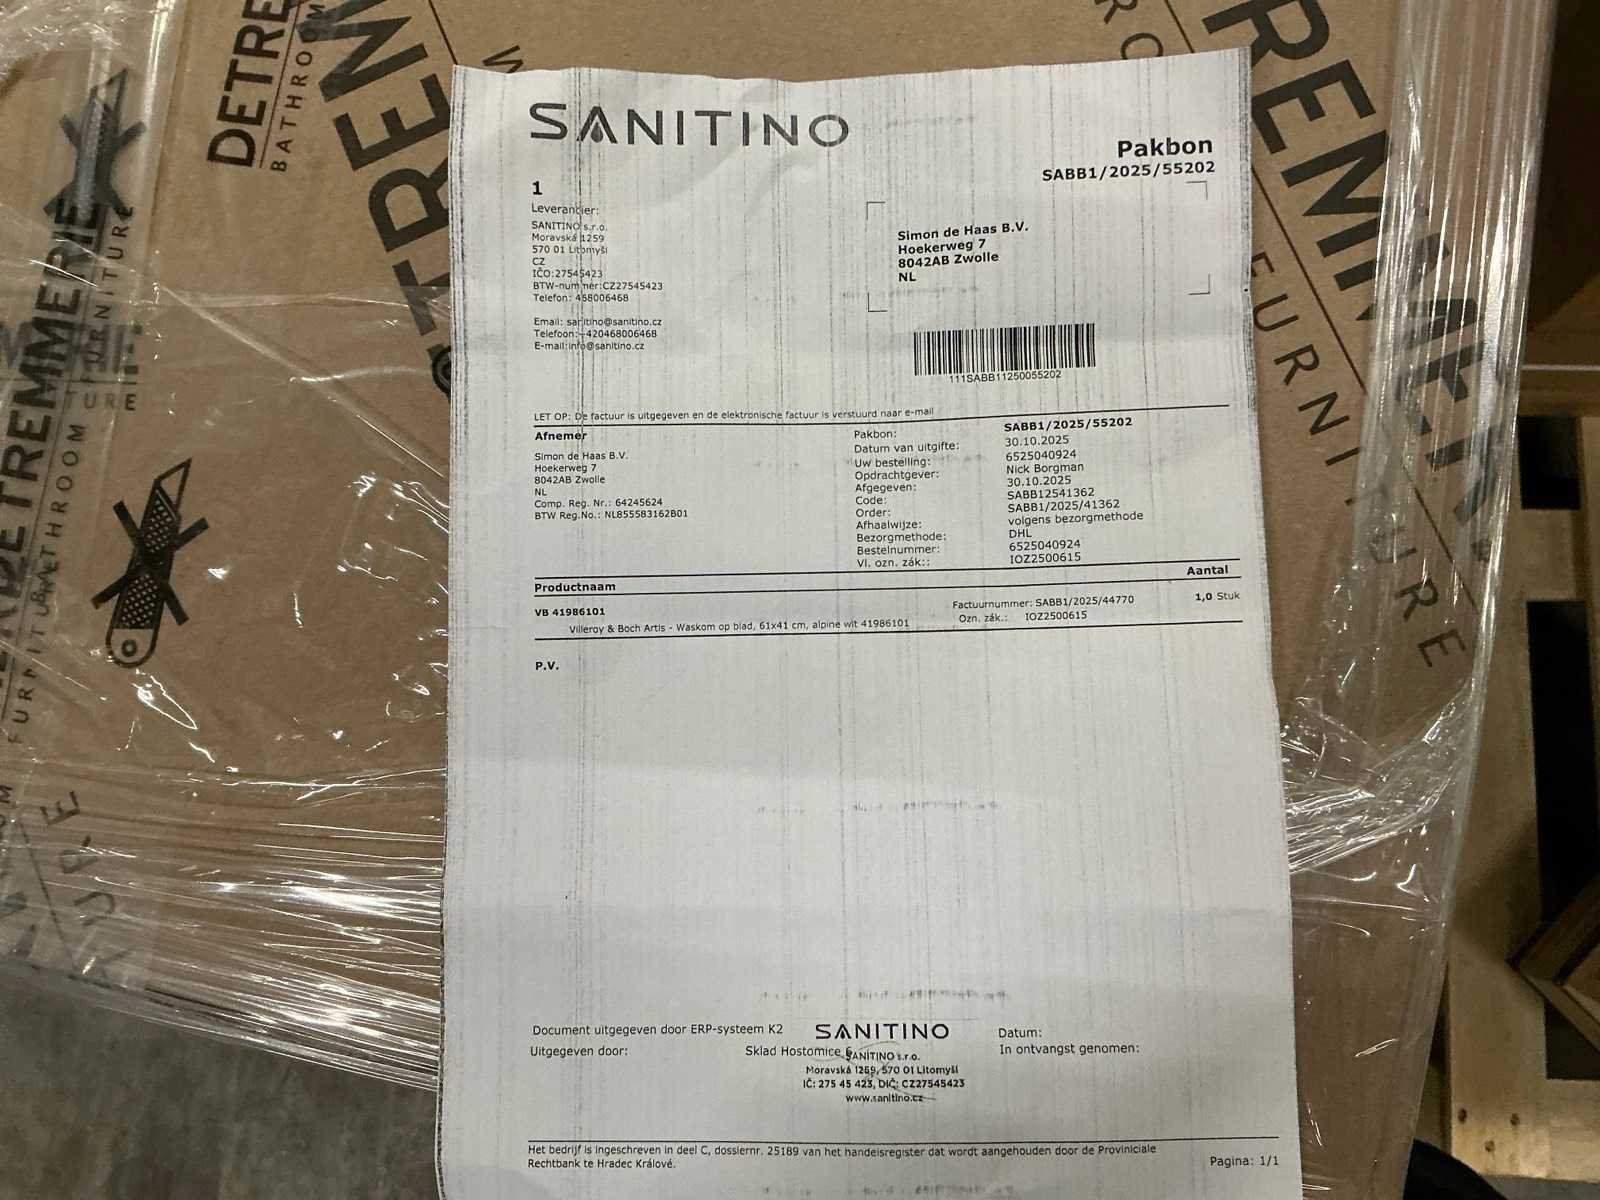 SANITINO
Pakbon
SABB1/2025/55202
1
Leverancier:
SANITINO s.r.o.
Moravská 1259
570 01 Litomyšl
CZ
IČO:27545423
BTW-nummer:CZ27545423
Telefon: 468006468
Email: sanitino@sanitino.cz
Telefoon:+420468006468
E-mail:info@sanitino.cz
Simon de Haas B.V.
Hoekerweg 7
8042AB Zwolle
NL
111SABB11250055202
LET OP: De factuur is uitgegeven en de elektronische factuur is verstuurd naar e-mail
Afnemer
Simon de Haas B.V.
Hoekerweg 7
8042AB Zwolle
NL
Comp. Reg. Nr.: 64245624
BTW Reg.No.: NL855583162B01
Pakbon: SABB1/2025/55202
Datum van uitgifte: 30.10.2025
Uw bestelling: 6525040924
Opdrachtgever: Nick Borgman
Afgegeven: 30.10.2025
Code: SABB12541362
Order: SABB1/2025/41362
Afhaalwijze: volgens bezorgmethode
Bezorgmethode: DHL
Bestelnummer: 6525040924
Vl. ozn. zák:: IOZ2500615
Productnaam Aantal
VB 41986101 Factuurnummer: SABB1/2025/44770 1,0 Stuk
Villeroy & Boch Artis - Waskom op blad, 61x41 cm, alpine wit 41986101 Ozn. zák.: IOZ2500615
P.V.
Document uitgegeven door ERP-systeem K2
Uitgegeven door: Sklad Hostomice
SANITINO
SANITINO s.r.o.
Moravská 1259, 570 01 Litomyšl
IČ: 275 45 423, DIČ: CZ27545423
www.sanitino.cz
Datum:
In ontvangst genomen:
Het bedrijf is ingeschreven in deel C, dossiernr. 25189 van het handelsregister dat wordt aangehouden door de Provinciale
Rechtbank te Hradec Králové.
Pagina: 1/1
DETREMMERIE
BATHROOM FURNITURE
FURNITURE